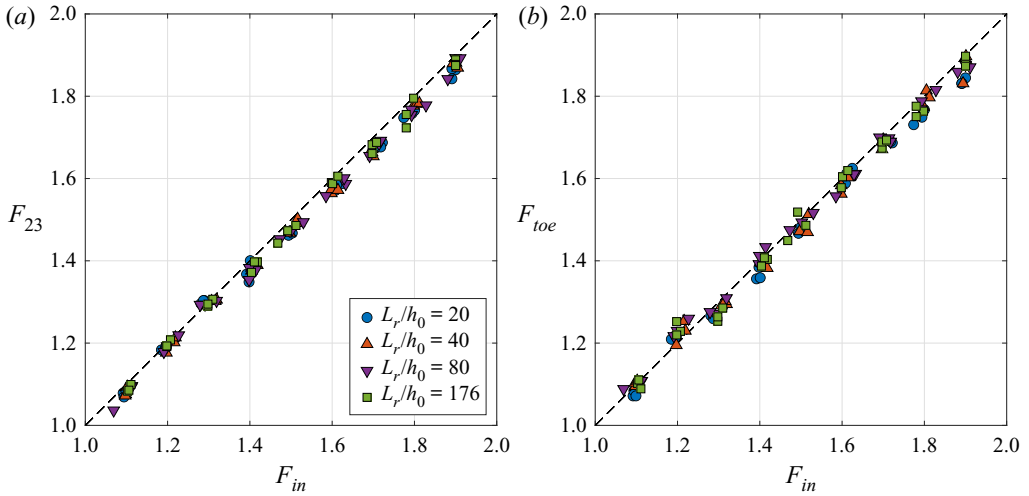 (a)
2.0
1.8
1.6
F23
1.4
1.2
1.0
1.0 1.2 1.4 1.6 1.8 2.0
Fin
Lr/h0 = 20
Lr/h0 = 40
Lr/h0 = 80
Lr/h0 = 176
(b)
2.0
1.8
1.6
Ftoe
1.4
1.2
1.0
1.0 1.2 1.4 1.6 1.8 2.0
Fin